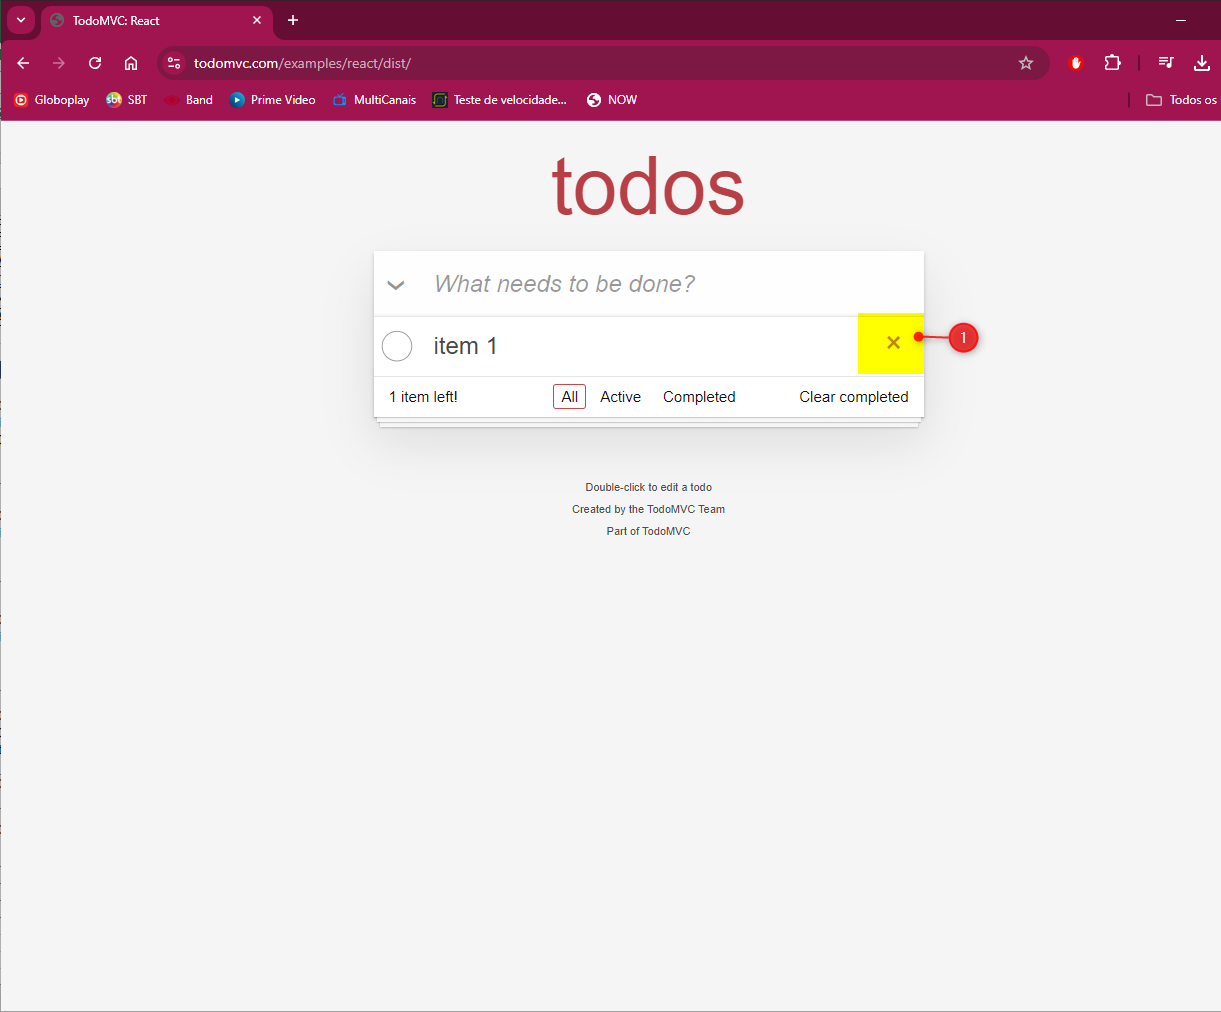 TodoMVC: React
todomvc.com/examples/react/dist/
Globoplay SBT Band Prime Video MultiCanais Teste de velocidade... NOW Todos os
todos
What needs to be done?
item 1
1
1 item left! All Active Completed Clear completed
Double-click to edit a todo
Created by the TodoMVC Team
Part of TodoMVC